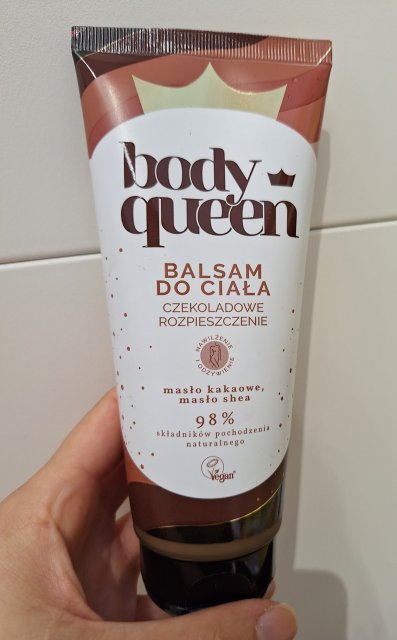 body
queen
BALSAM
DO CIAŁA
CZEKOLADOWE
ROZPIESZCZENIE
NAWILŻENIE
I ODŻYWIENIE
masło kakaowe,
masło shea
98%
składników pochodzenia
naturalnego
Vegan